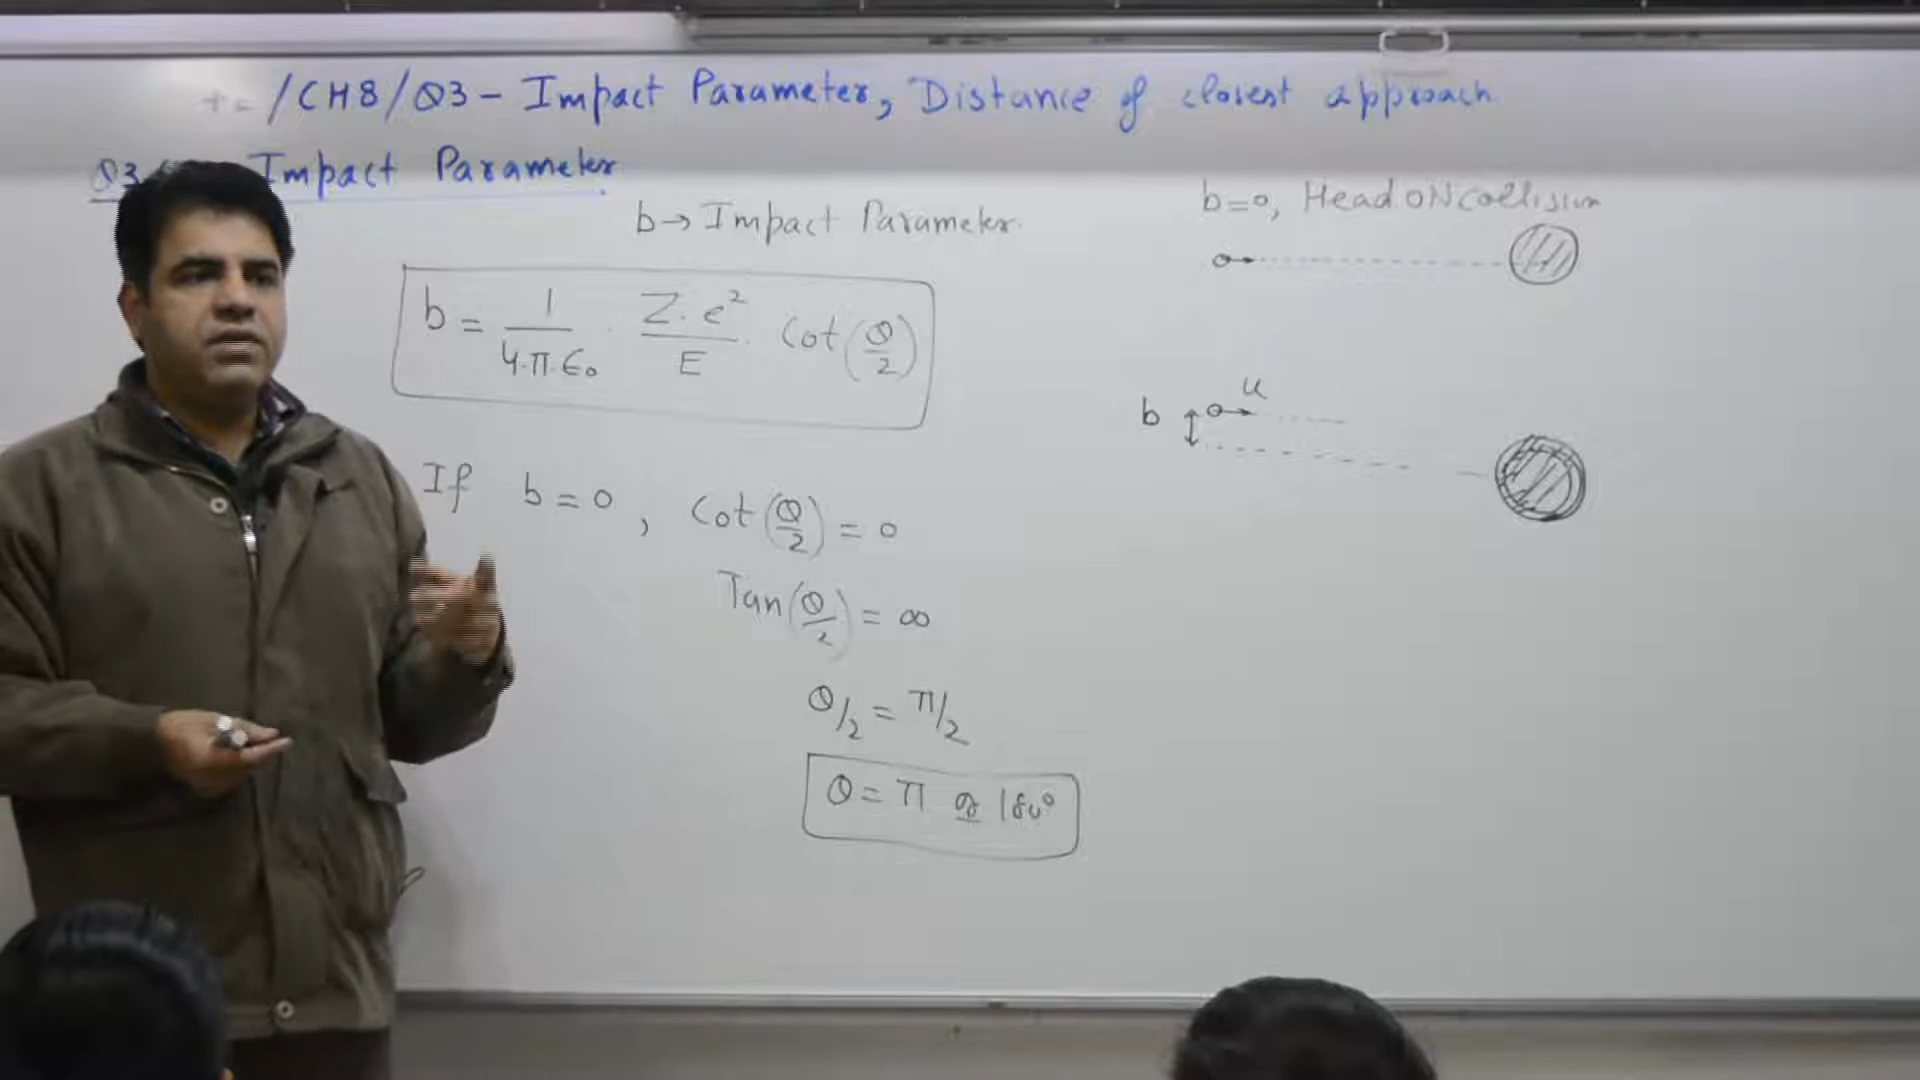 /CH8/Q3 - Impact Parameter, Distance of closest approach.
Q3 Impact Parameter
b → Impact Parameter.
b = 1/4.π.ϵ₀ . Z.e²/E . Cot(θ/2)
If b = 0, Cot(θ/2) = 0
Tan(θ/2) = ∞
θ/2 = π/2
θ = π or 180°
b=0, Head ON Collision
u
b